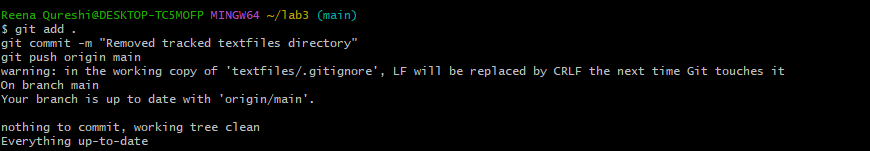 Reena Qureshi@DESKTOP-TC5MOFP MINGW64 ~/lab3 (main)
$ git add .
git commit -m "Removed tracked textfiles directory"
git push origin main
warning: in the working copy of 'textfiles/.gitignore', LF will be replaced by CRLF the next time Git touches it
On branch main
Your branch is up to date with 'origin/main'.
nothing to commit, working tree clean
Everything up-to-date